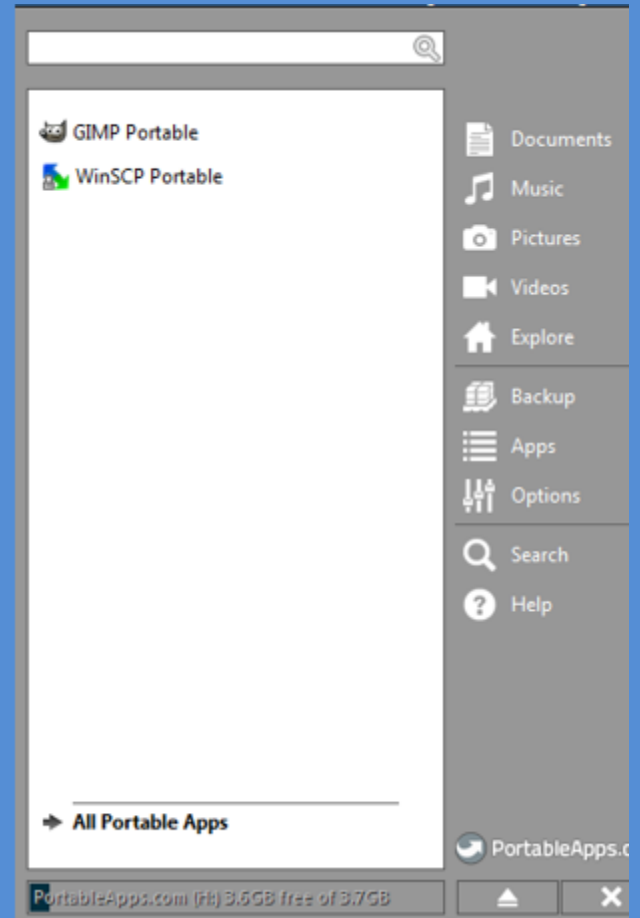 GIMP Portable
WinSCP Portable
All Portable Apps
Documents
Music
Pictures
Videos
Explore
Backup
Apps
Options
Search
Help
PortableApps.c
PortableApps.com (H:) 3.6GB free of 3.7GB